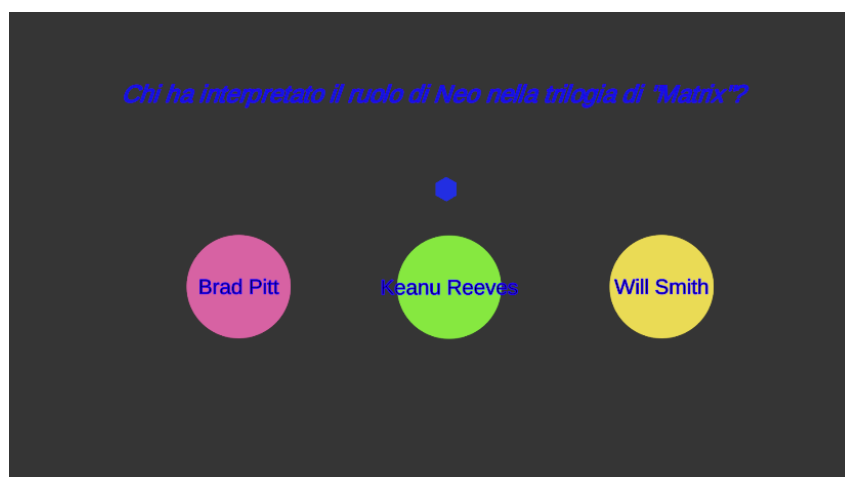 Chi ha interpretato il ruolo di Neo nella trilogia di "Matrix"?
Brad Pitt
Keanu Reeves
Will Smith